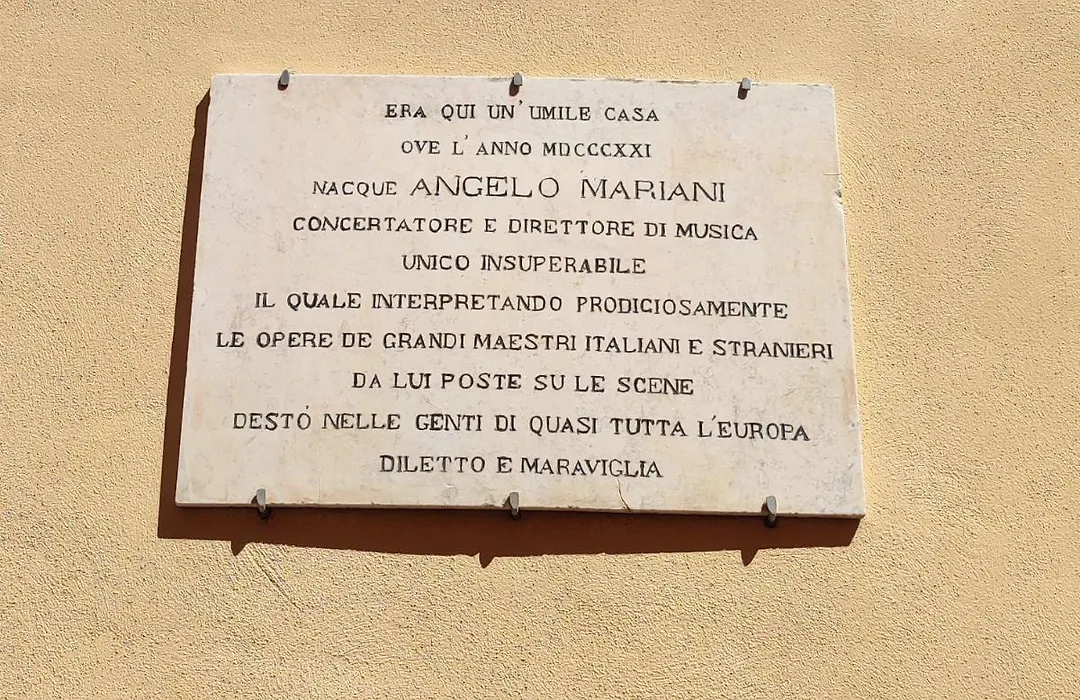 ERA QUI UN' UMILE CASA
OVE L' ANNO MDCCCXXI
NACQUE ANGELO MARIANI
CONCERTATORE E DIRETTORE DI MUSICA
UNICO INSUPERABILE
IL QUALE INTERPRETANDO PRODIGIOSAMENTE
LE OPERE DE GRANDI MAESTRI ITALIANI E STRANIERI
DA LUI POSTE SU LE SCENE
DESTÒ NELLE GENTI DI QUASI TUTTA L'EUROPA
DILETTO E MARAVIGLIA